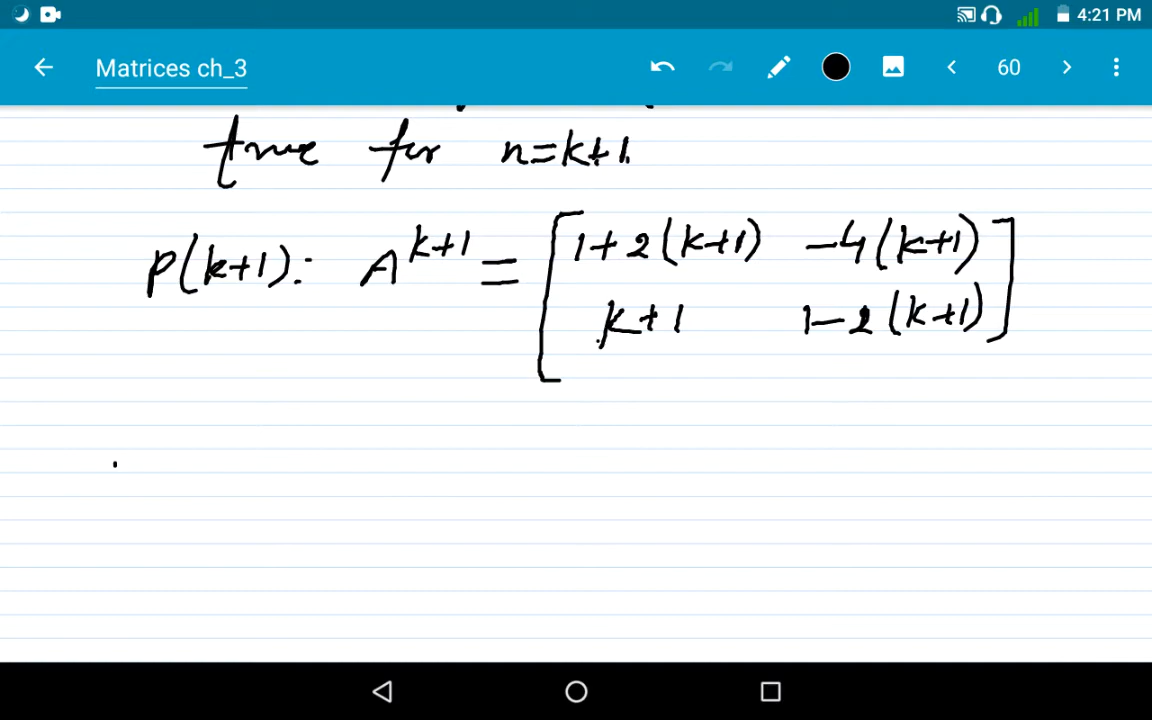 4:21 PM
Matrices ch_3 60
true for n=k+1.
P(k+1): A^{k+1} = [1+2(k+1) -4(k+1)
k+1 1-2(k+1)]